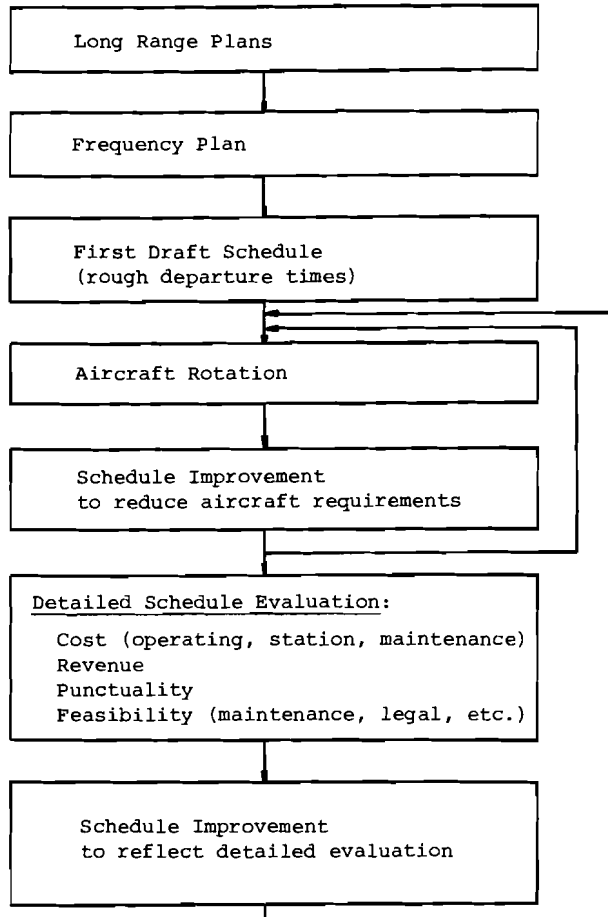 Long Range Plans
Frequency Plan
First Draft Schedule
(rough departure times)
Aircraft Rotation
Schedule Improvement
to reduce aircraft requirements
Detailed Schedule Evaluation:
Cost (operating, station, maintenance)
Revenue
Punctuality
Feasibility (maintenance, legal, etc.)
Schedule Improvement
to reflect detailed evaluation